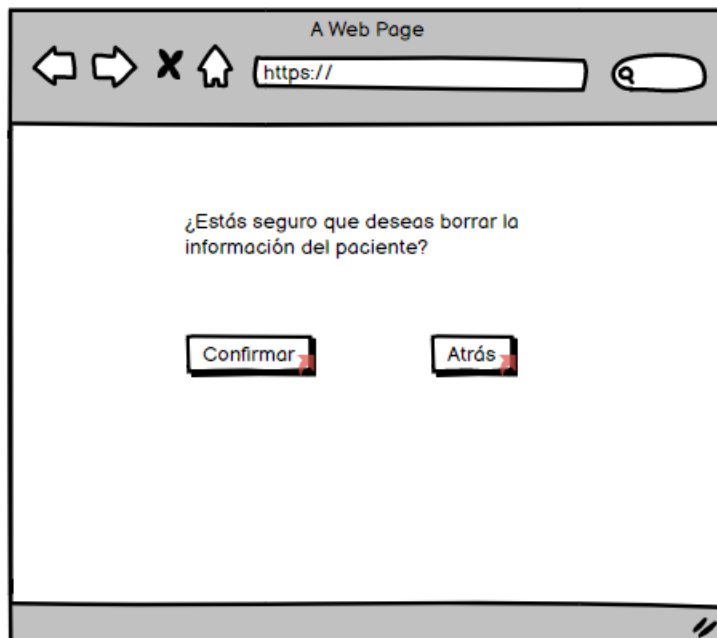 A Web Page
https://
¿Estás seguro que deseas borrar la
información del paciente?
Confirmar
Atrás